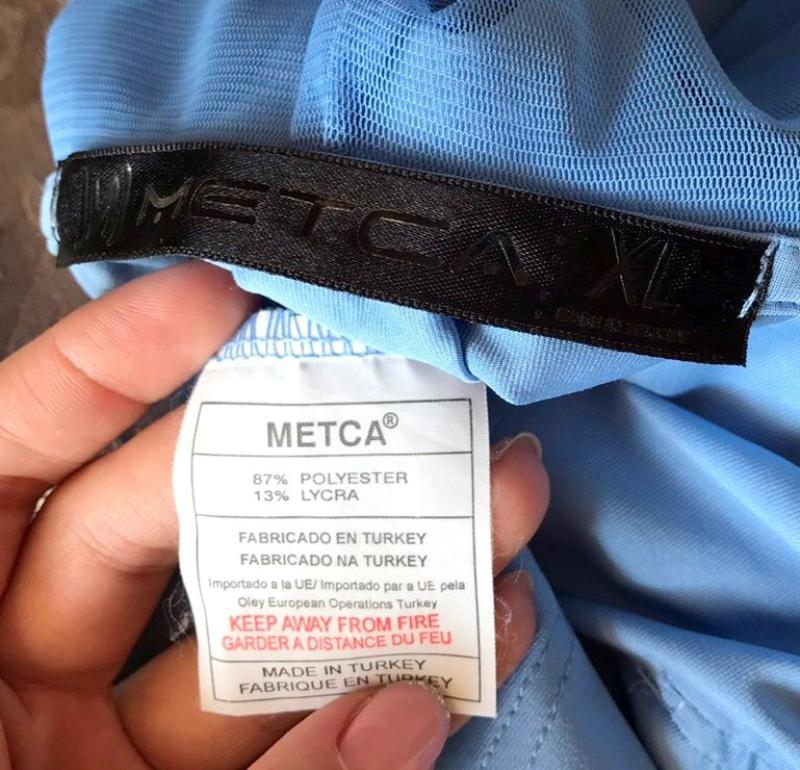 METCA XL
METCA®
87% POLYESTER
13% LYCRA
FABRICADO EN TURKEY
FABRICADO NA TURKEY
Importado a la UE/ Importado par a UE pela
Oley European Operations Turkey
KEEP AWAY FROM FIRE
GARDER A DISTANCE DU FEU
MADE IN TURKEY
FABRIQUE EN TURKEY